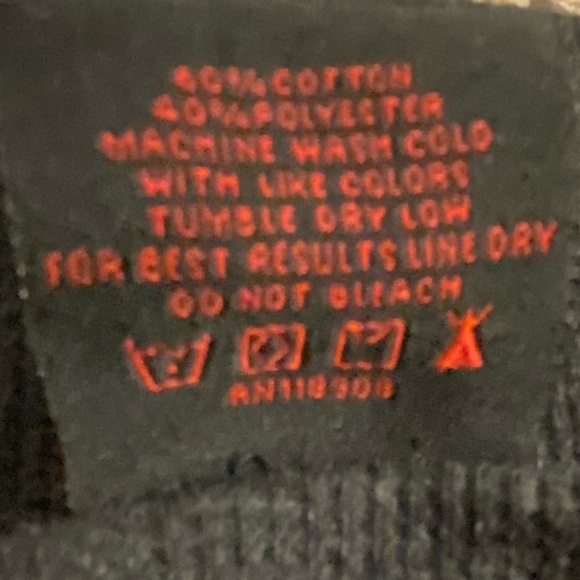 COTTON
40% POLYESTER
MACHINE WASH COLD
WITH LIKE COLORS
TUMBLE DRY LOW
FOR BEST RESULTS LINE DRY
DO NOT BLEACH